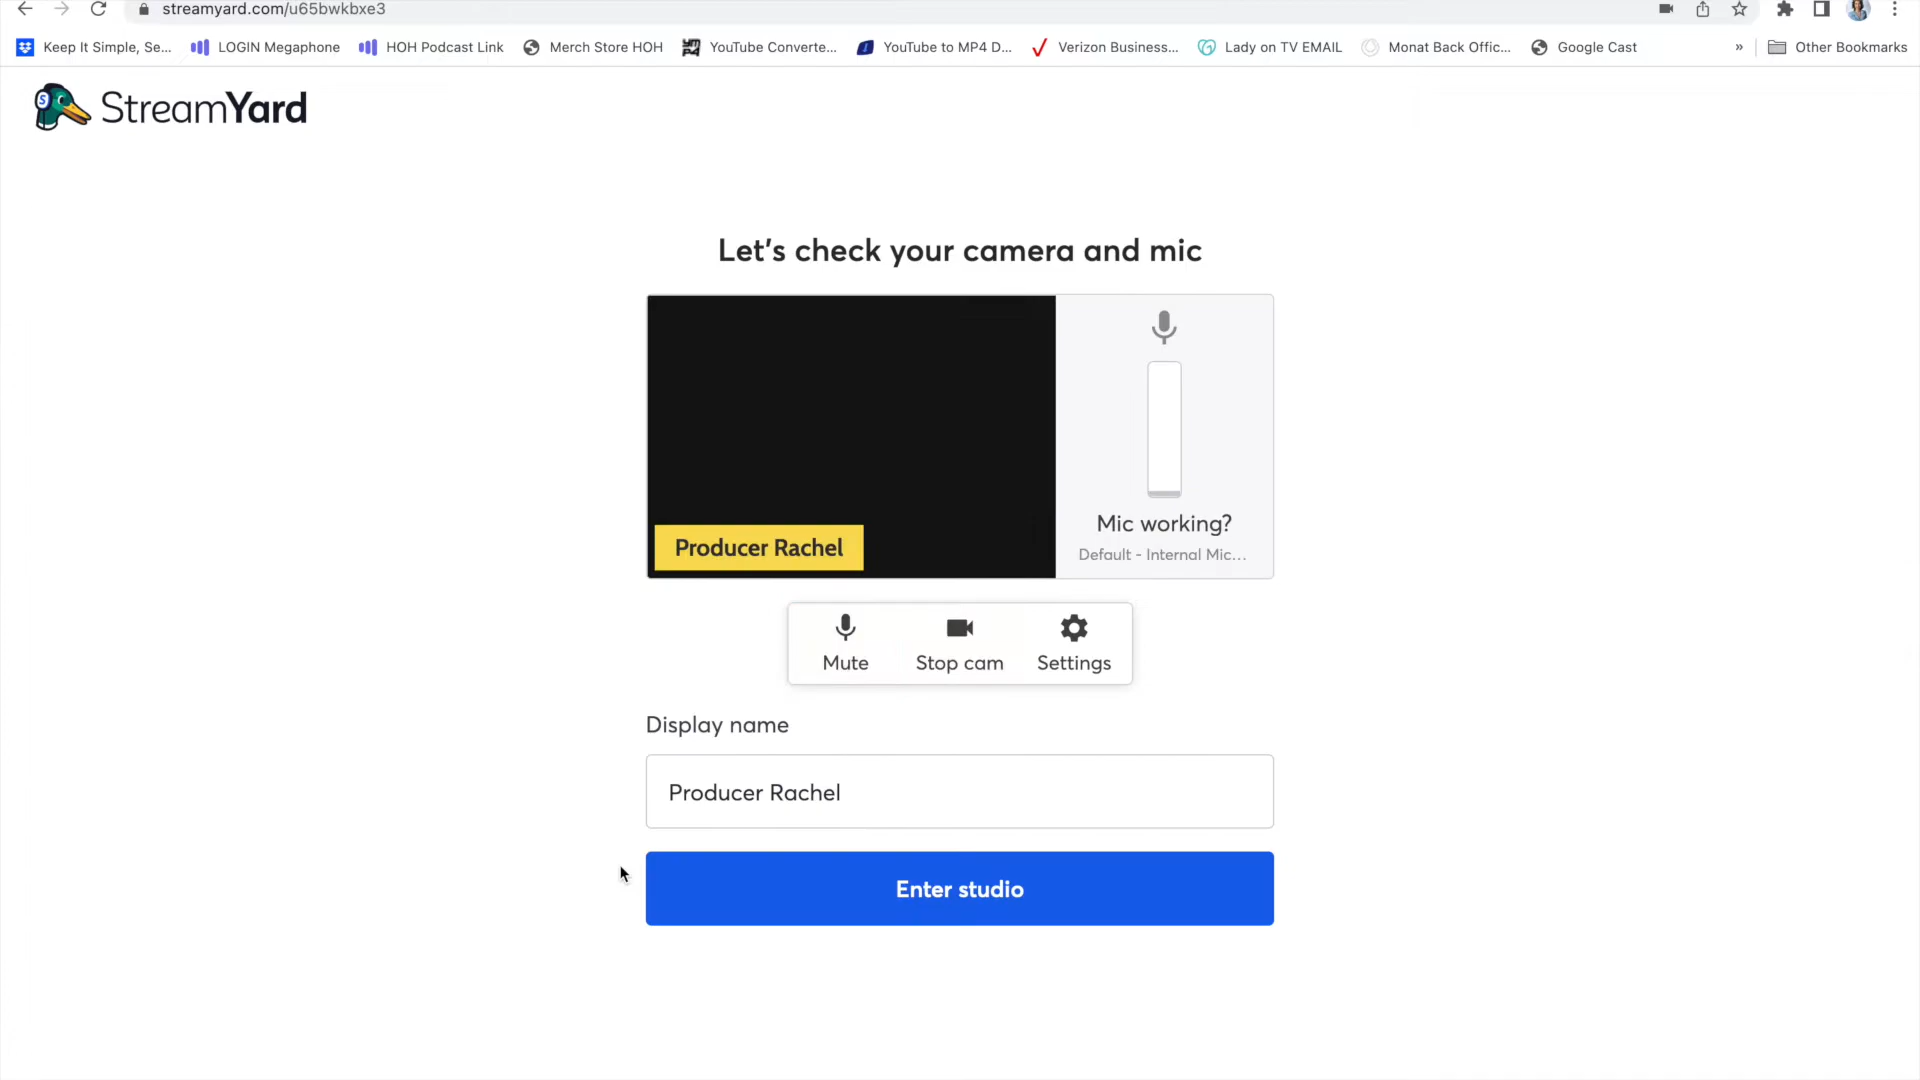 streamyard.com/u65bwkbxe3
Keep It Simple, Se... LOGIN Megaphone HOH Podcast Link Merch Store HOH YouTube Converte... YouTube to MP4 D... Verizon Business... Lady on TV EMAIL Monat Back Offic... Google Cast » Other Bookmarks
StreamYard
Let's check your camera and mic
Producer Rachel
Mic working?
Default - Internal Mic...
Mute Stop cam Settings
Display name
Producer Rachel
Enter studio